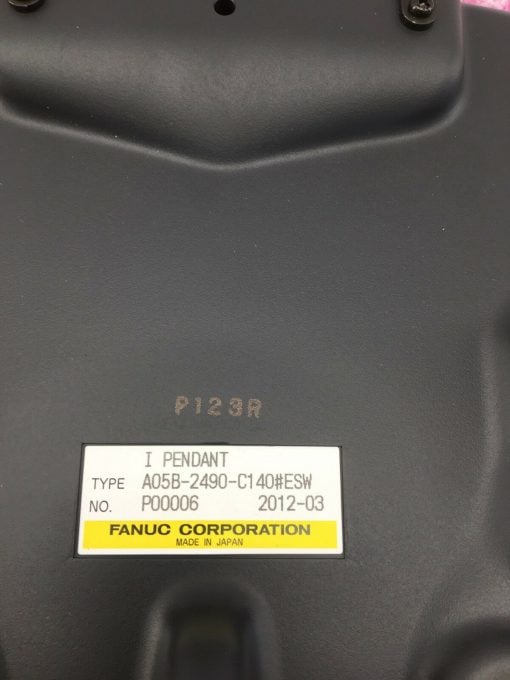 P123R
I PENDANT
TYPE A05B-2490-C140#ESW
NO. P00006 2012-03
FANUC CORPORATION
MADE IN JAPAN